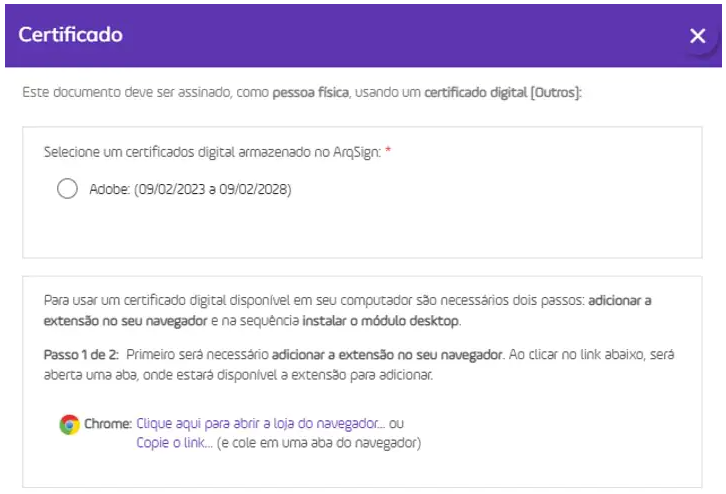 Certificado
Este documento deve ser assinado, como pessoa física, usando um certificado digital [Outros]:
Selecione um certificados digital armazenado no ArqSign: *
Adobe: (09/02/2023 a 09/02/2028)
Para usar um certificado digital disponível em seu computador são necessários dois passos: adicionar a
extensão no seu navegador e na sequência instalar o módulo desktop.
Passo 1 de 2: Primeiro será necessário adicionar a extensão no seu navegador. Ao clicar no link abaixo, será
aberta uma aba, onde estará disponível a extensão para adicionar.
Chrome: Clique aqui para abrir a loja do navegador... ou
Copie o link... (e cole em uma aba do navegador)